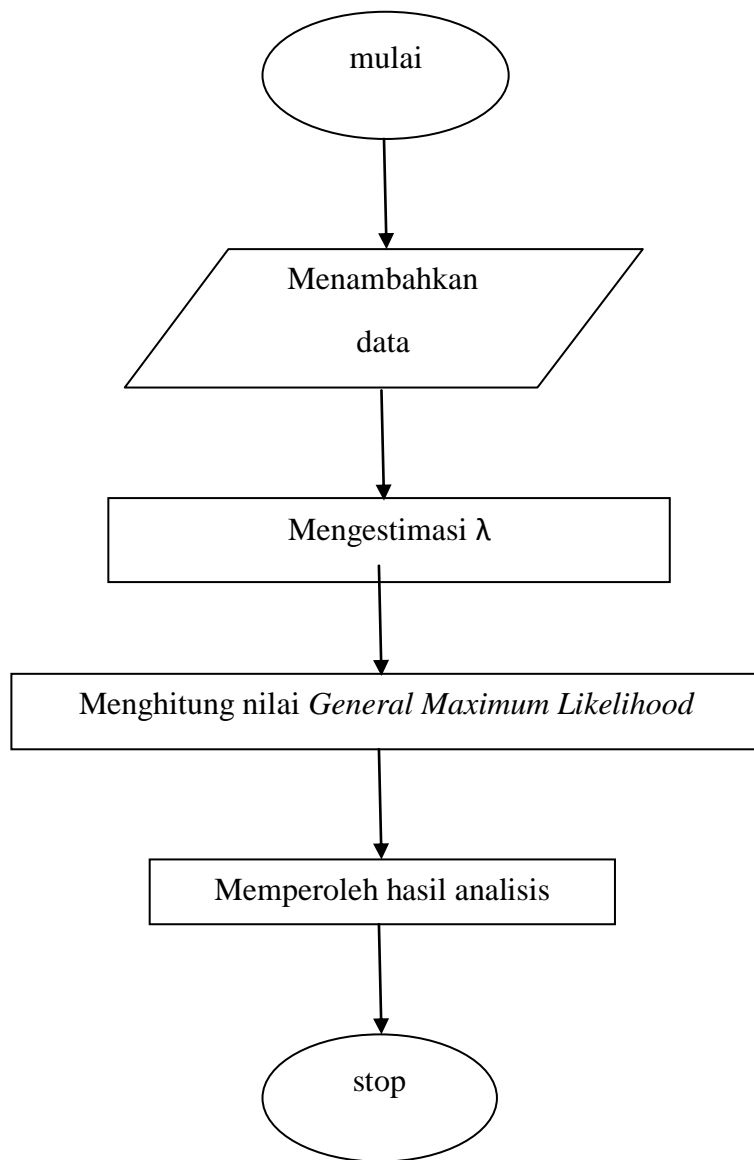 mulai
Menambahkan
data
Mengestimasi λ
Menghitung nilai General Maximum Likelihood
Memperoleh hasil analisis
stop